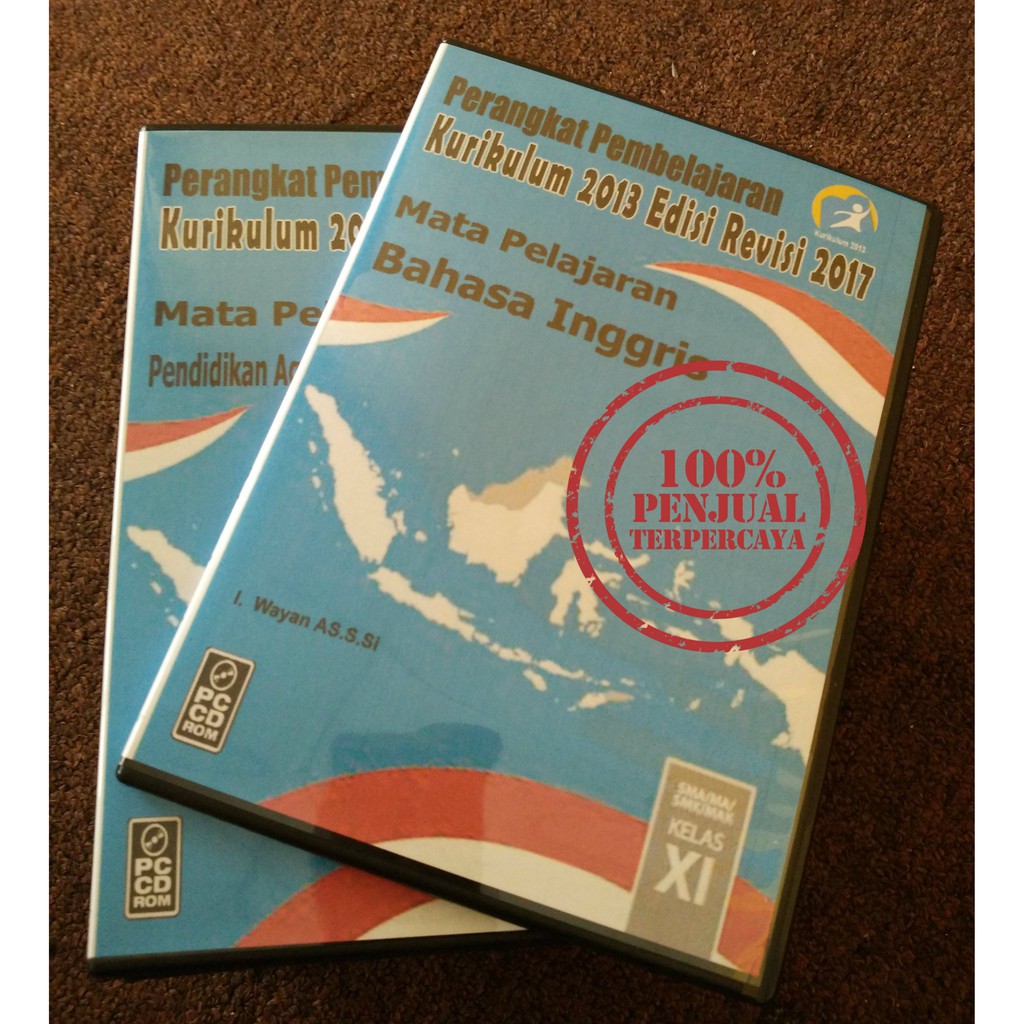 Perangkat Pembelajaran
Kurikulum 2013 Edisi Revisi 2017
Kurikulum 2013
Mata Pelajaran
Bahasa Inggris
100%
PENJUAL
TERPERCAYA
I. Wayan AS.S.Si
PC
CD
ROM
SMA/MA/
SMK/MAK
KELAS
XI
Perangkat Pem
Kurikulum 20
Mata Pe
Pendidikan Ag
PC
CD
ROM